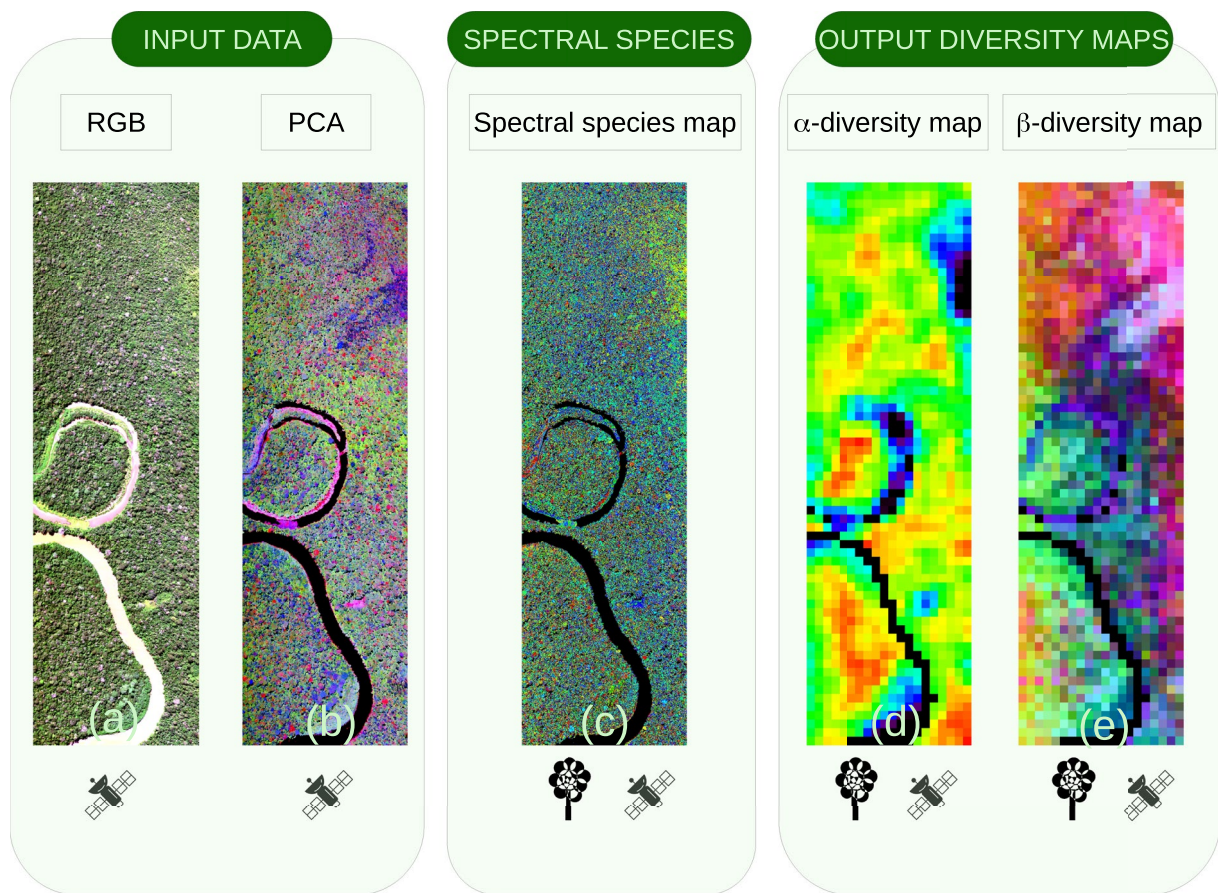 INPUT DATA
SPECTRAL SPECIES
OUTPUT DIVERSITY MAPS
RGB
PCA
Spectral species map
α-diversity map
β-diversity map
(a)
(b)
(c)
(d)
(e)